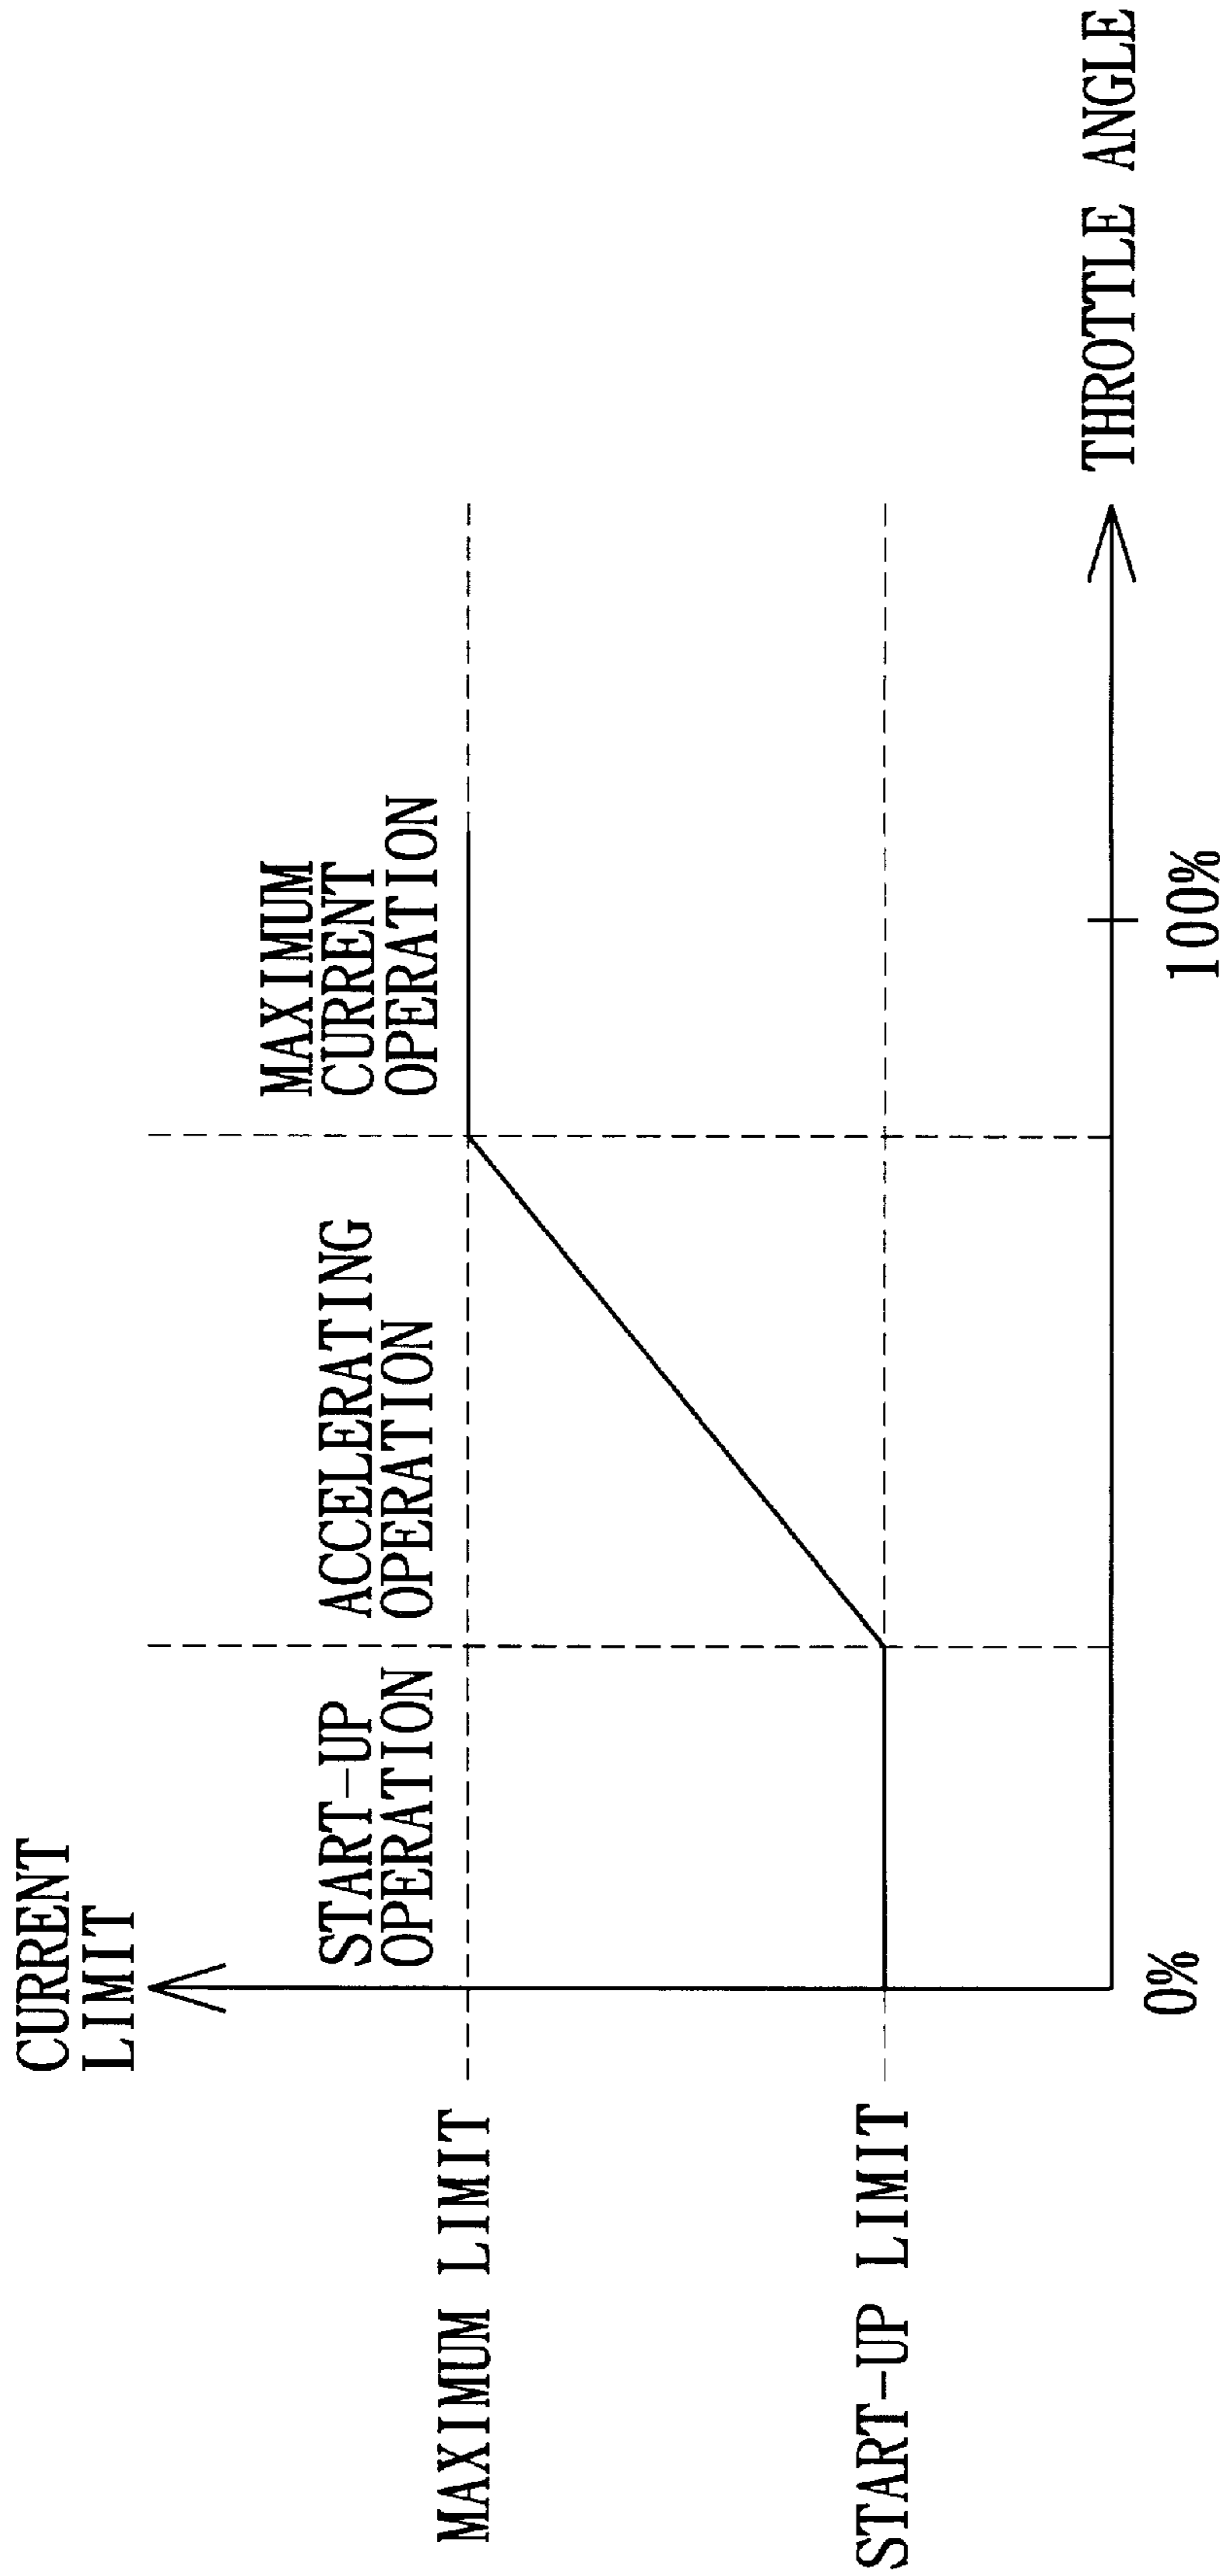 CURRENT
LIMIT
START-UP
OPERATION
ACCELERATING
OPERATION
MAXIMUM
CURRENT
OPERATION
MAXIMUM LIMIT
START-UP LIMIT
0%
100%
THROTTLE ANGLE